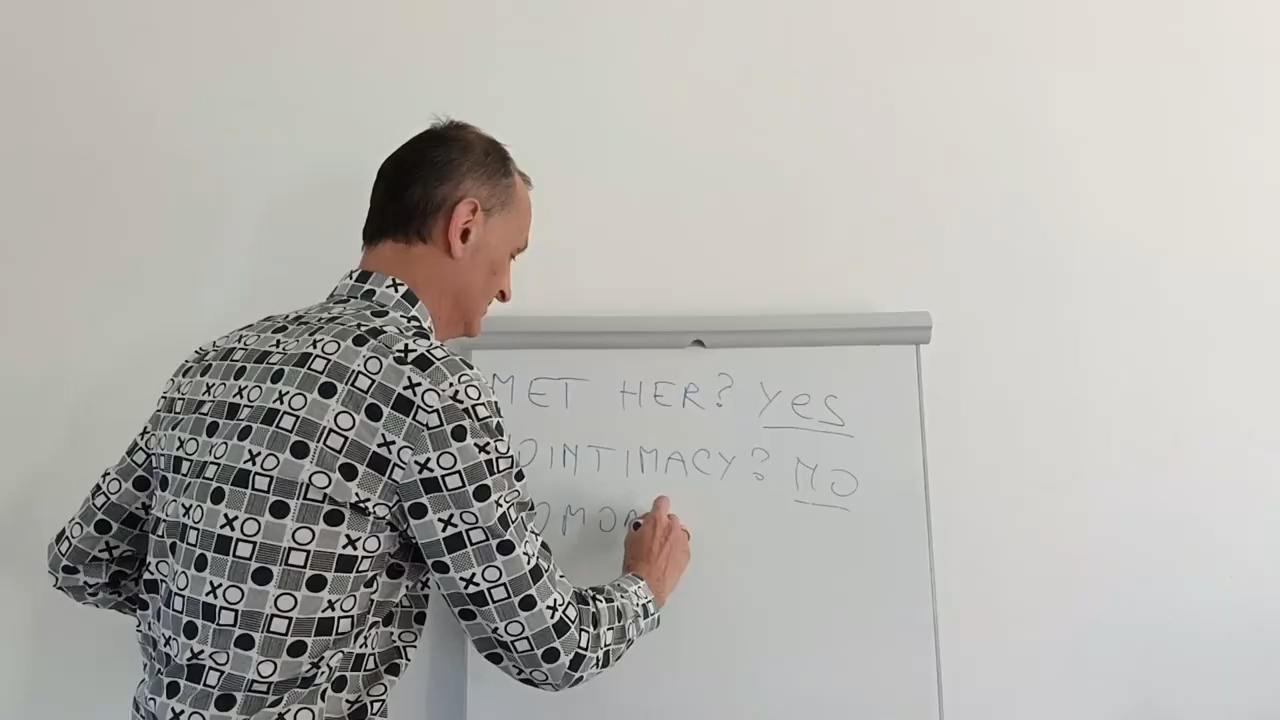 MET HER? YES
INTIMACY? NO